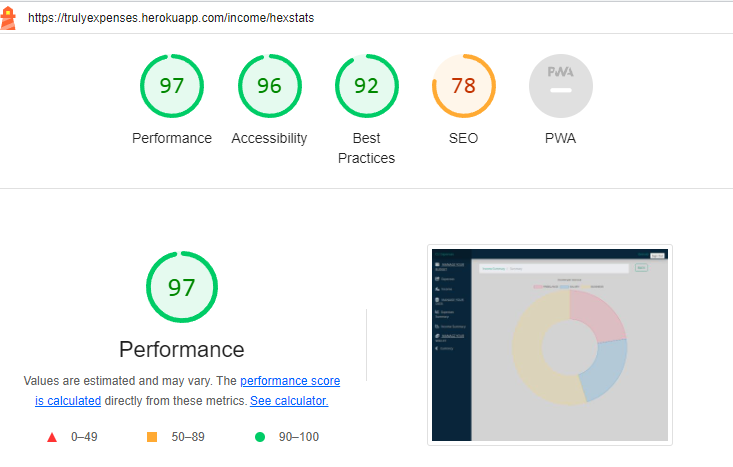 https://trulyexpenses.herokuapp.com/income/hexstats
97
96
92
78
PWA
Performance
Accessibility
Best
Practices
SEO
PWA
97
Performance
Values are estimated and may vary. The performance score
is calculated directly from these metrics. See calculator.
0–49
50–89
90–100